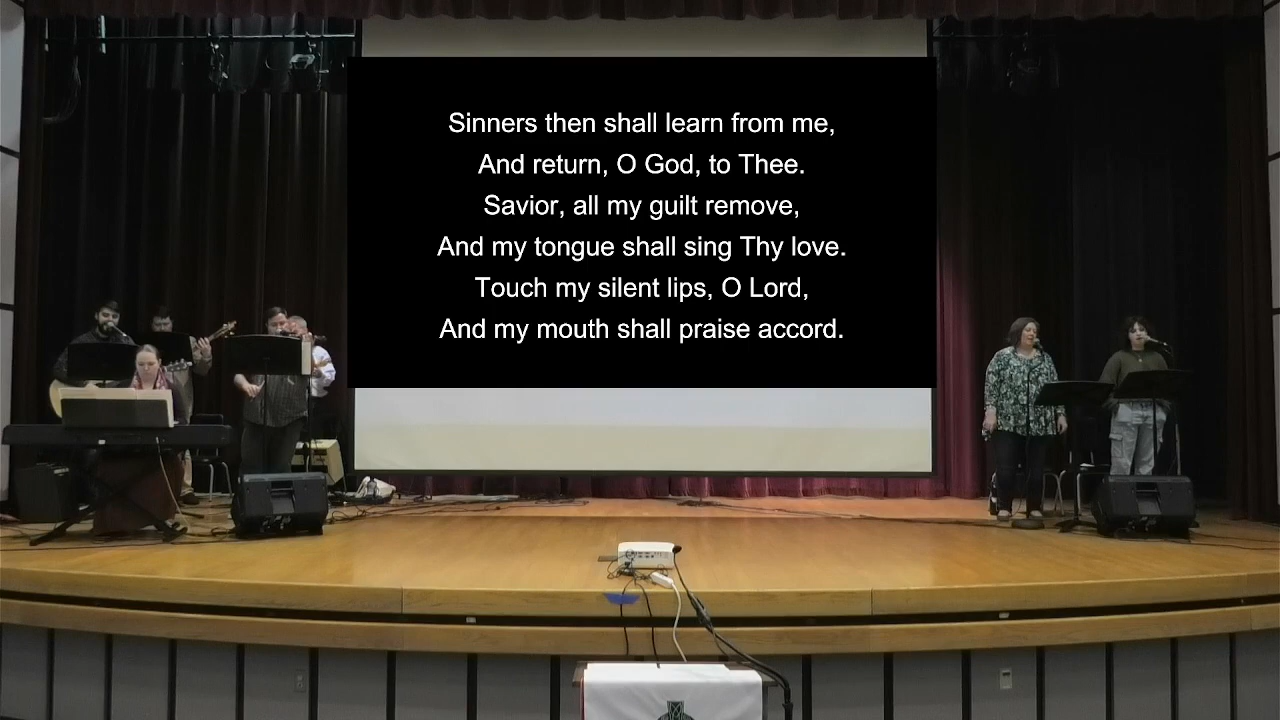 Sinners then shall learn from me,
And return, O God, to Thee.
Savior, all my guilt remove,
And my tongue shall sing Thy love.
Touch my silent lips, O Lord,
And my mouth shall praise accord.